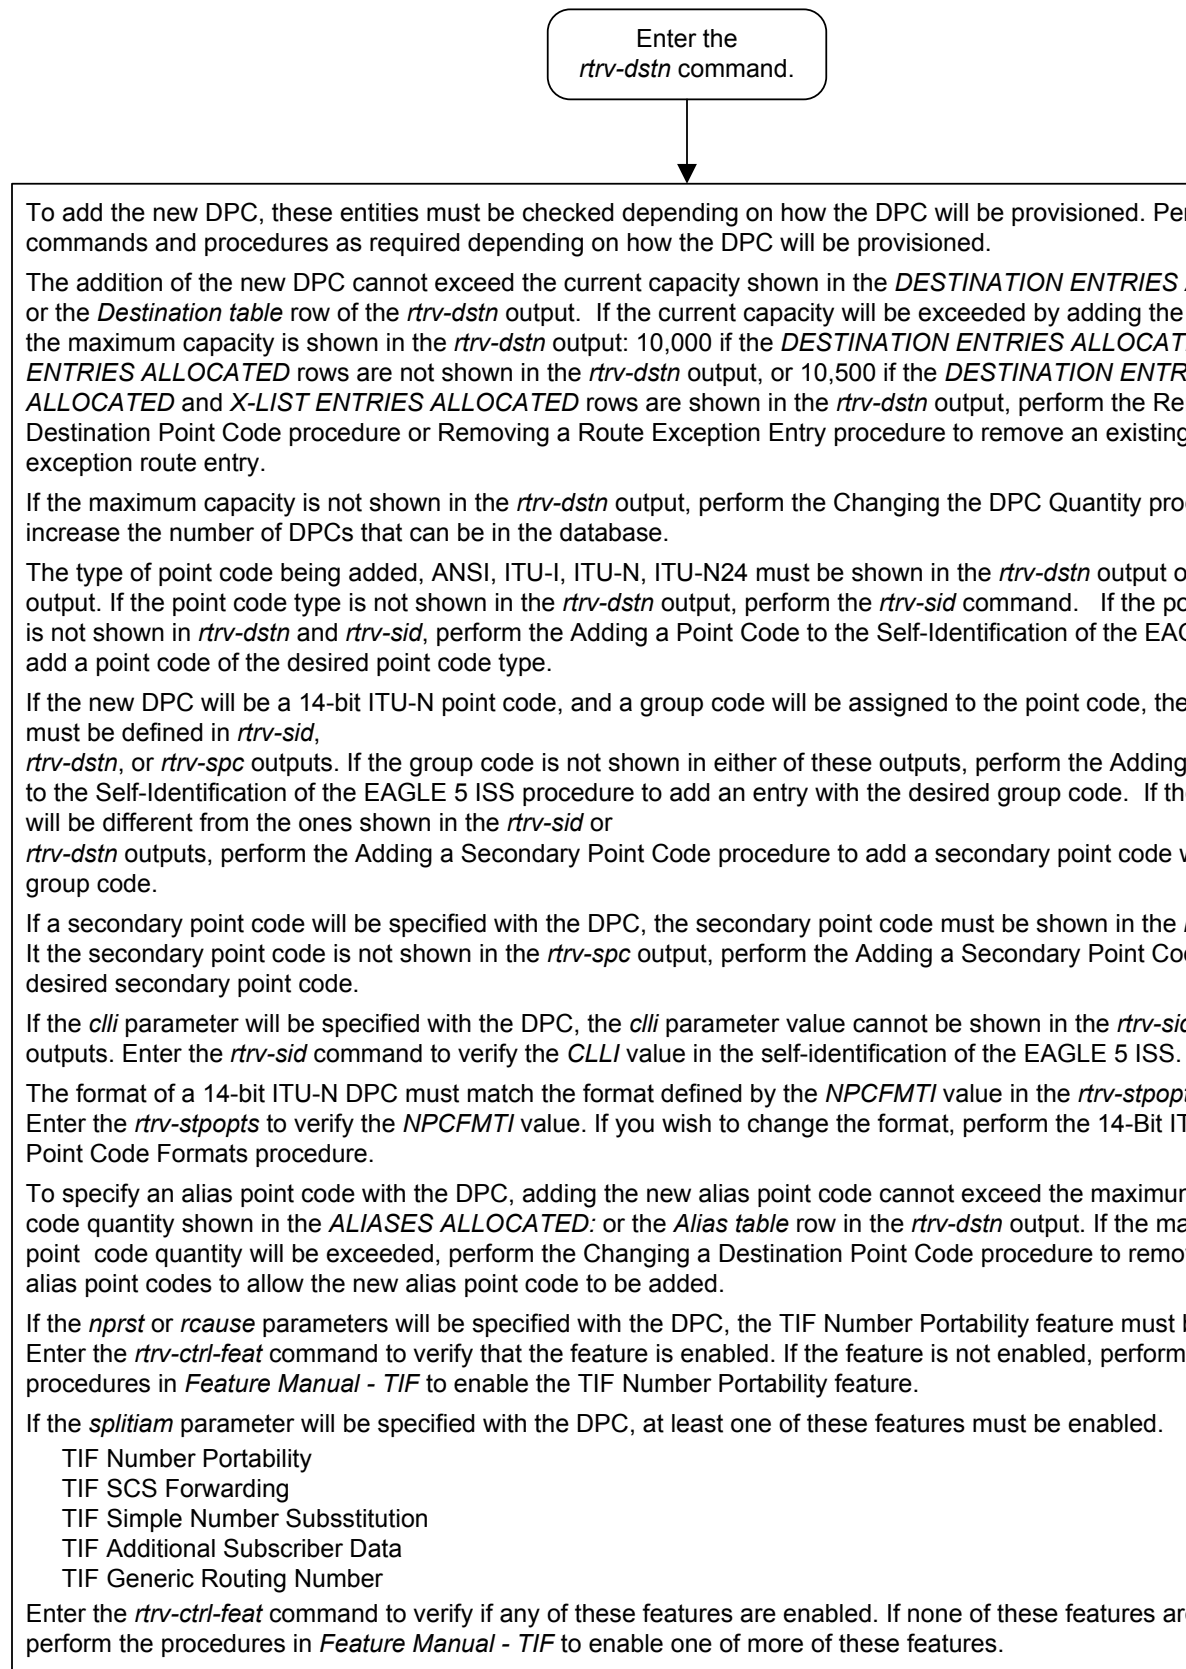 Enter the
rtrv-dstn command.
To add the new DPC, these entities must be checked depending on how the DPC will be provisioned. Per
commands and procedures as required depending on how the DPC will be provisioned.
The addition of the new DPC cannot exceed the current capacity shown in the DESTINATION ENTRIES
or the Destination table row of the rtrv-dstn output. If the current capacity will be exceeded by adding the
the maximum capacity is shown in the rtrv-dstn output: 10,000 if the DESTINATION ENTRIES ALLOCAT
ENTRIES ALLOCATED rows are not shown in the rtrv-dstn output, or 10,500 if the DESTINATION ENTR
ALLOCATED and X-LIST ENTRIES ALLOCATED rows are shown in the rtrv-dstn output, perform the Re
Destination Point Code procedure or Removing a Route Exception Entry procedure to remove an existing
exception route entry.
If the maximum capacity is not shown in the rtrv-dstn output, perform the Changing the DPC Quantity pro
increase the number of DPCs that can be in the database.
The type of point code being added, ANSI, ITU-I, ITU-N, ITU-N24 must be shown in the rtrv-dstn output o
output. If the point code type is not shown in the rtrv-dstn output, perform the rtrv-sid command. If the po
is not shown in rtrv-dstn and rtrv-sid, perform the Adding a Point Code to the Self-Identification of the EA
add a point code of the desired point code type.
If the new DPC will be a 14-bit ITU-N point code, and a group code will be assigned to the point code, the
must be defined in rtrv-sid,
rtrv-dstn, or rtrv-spc outputs. If the group code is not shown in either of these outputs, perform the Adding
to the Self-Identification of the EAGLE 5 ISS procedure to add an entry with the desired group code. If the
will be different from the ones shown in the rtrv-sid or
rtrv-dstn outputs, perform the Adding a Secondary Point Code procedure to add a secondary point code
group code.
If a secondary point code will be specified with the DPC, the secondary point code must be shown in the
It the secondary point code is not shown in the rtrv-spc output, perform the Adding a Secondary Point Co
desired secondary point code.
If the clli parameter will be specified with the DPC, the clli parameter value cannot be shown in the rtrv-sid
outputs. Enter the rtrv-sid command to verify the CLLI value in the self-identification of the EAGLE 5 ISS.
The format of a 14-bit ITU-N DPC must match the format defined by the NPCFMTI value in the rtrv-stpopt
Enter the rtrv-stpopts to verify the NPCFMTI value. If you wish to change the format, perform the 14-Bit IT
Point Code Formats procedure.
To specify an alias point code with the DPC, adding the new alias point code cannot exceed the maximu
code quantity shown in the ALIASES ALLOCATED: or the Alias table row in the rtrv-dstn output. If the ma
point code quantity will be exceeded, perform the Changing a Destination Point Code procedure to remo
alias point codes to allow the new alias point code to be added.
If the nprst or rcause parameters will be specified with the DPC, the TIF Number Portability feature must b
Enter the rtrv-ctrl-feat command to verify that the feature is enabled. If the feature is not enabled, perform
procedures in Feature Manual - TIF to enable the TIF Number Portability feature.
If the splitiam parameter will be specified with the DPC, at least one of these features must be enabled.
TIF Number Portability
TIF SCS Forwarding
TIF Simple Number Subsstitution
TIF Additional Subscriber Data
TIF Generic Routing Number
Enter the rtrv-ctrl-feat command to verify if any of these features are enabled. If none of these features ar
perform the procedures in Feature Manual - TIF to enable one of more of these features.